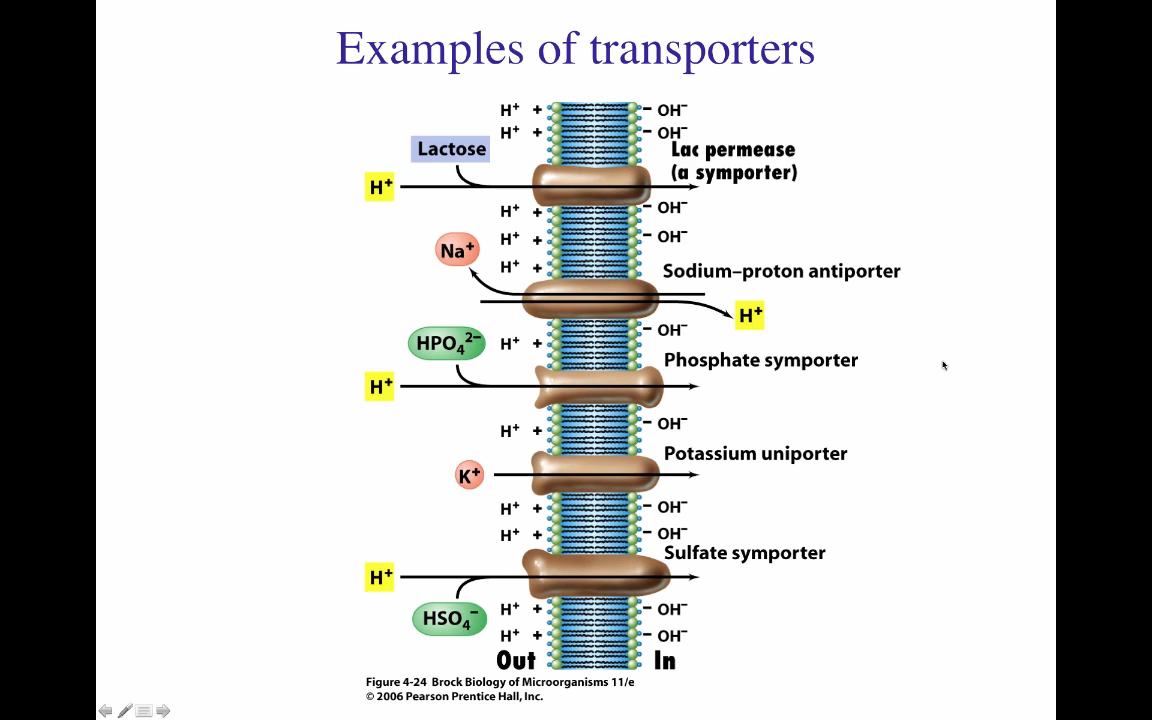 Examples of transporters
H⁺ + − OH⁻
H⁺ + − OH⁻
Lactose
Lac permease
(a symporter)
H⁺
H⁺ + − OH⁻
H⁺ + − OH⁻
Na⁺
H⁺ +
Sodium–proton antiporter
H⁺
− OH⁻
HPO₄²⁻
H⁺ +
Phosphate symporter
H⁺
H⁺ + − OH⁻
Potassium uniporter
K⁺
H⁺ + − OH⁻
H⁺ + − OH⁻
Sulfate symporter
H⁺
HSO₄⁻
H⁺ + − OH⁻
H⁺ + − OH⁻
Out In
Figure 4-24 Brock Biology of Microorganisms 11/e
© 2006 Pearson Prentice Hall, Inc.